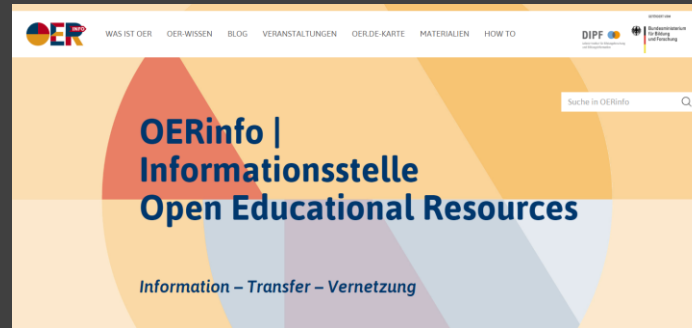 OER INFO
WAS IST OER OER-WISSEN BLOG VERANSTALTUNGEN OER.DE-KARTE MATERIALIEN HOW TO
DIPF
Bundesministerium
für Bildung
und Forschung
Suche in OERinfo
OERinfo |
Informationsstelle
Open Educational Resources
Information – Transfer – Vernetzung